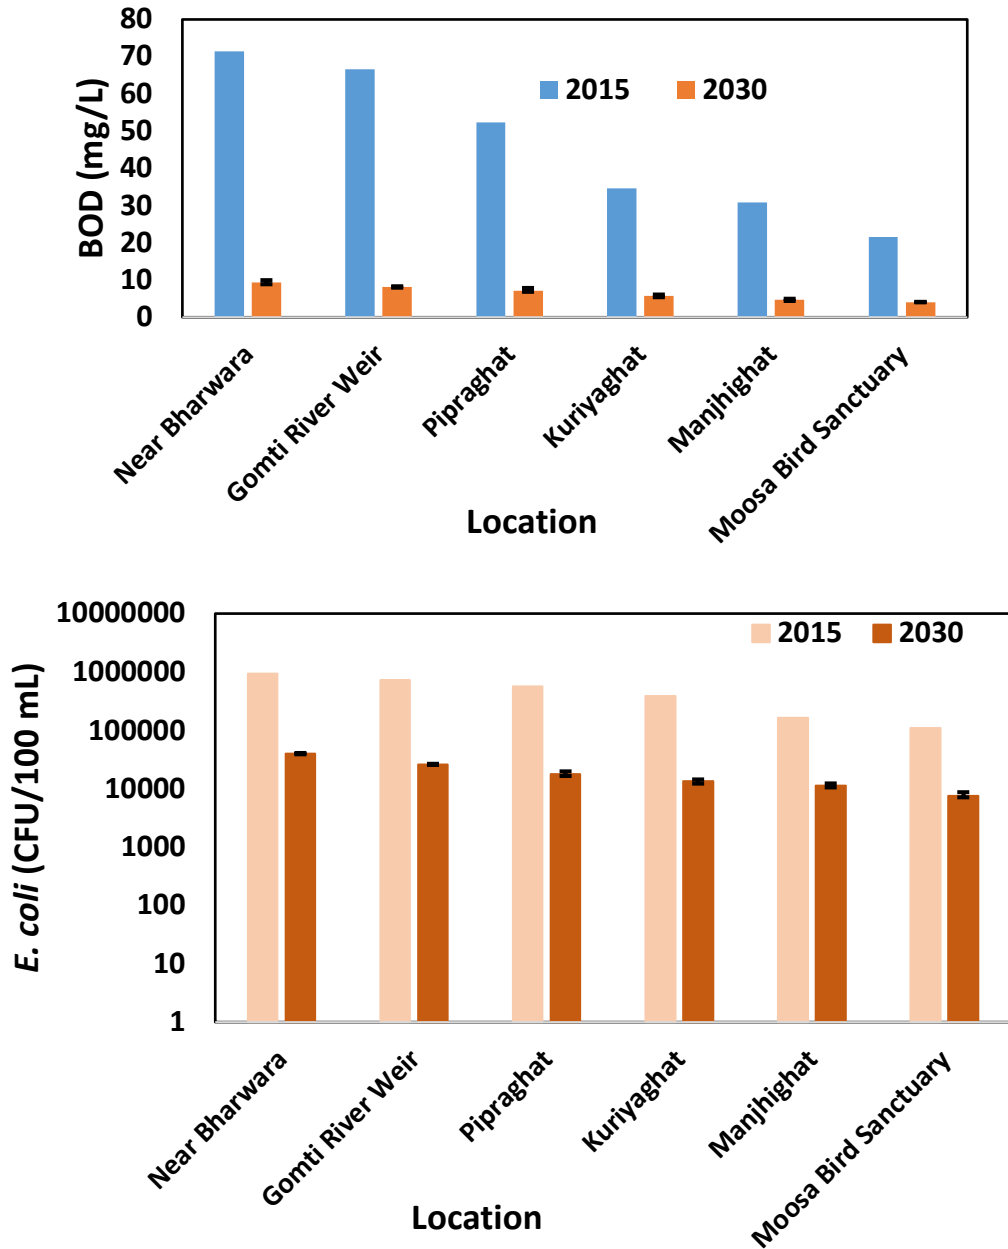 80
70
60
50
40
30
20
10
0
BOD (mg/L)
2015 2030
Near Bharwara
Gomti River Weir
Pipraghat
Kuriyaghat
Manjhighat
Moosa Bird Sanctuary
Location
10000000
1000000
100000
10000
1000
100
10
1
E. coli (CFU/100 mL)
2015 2030
Near Bharwara
Gomti River Weir
Pipraghat
Kuriyaghat
Manjhighat
Moosa Bird Sanctuary
Location